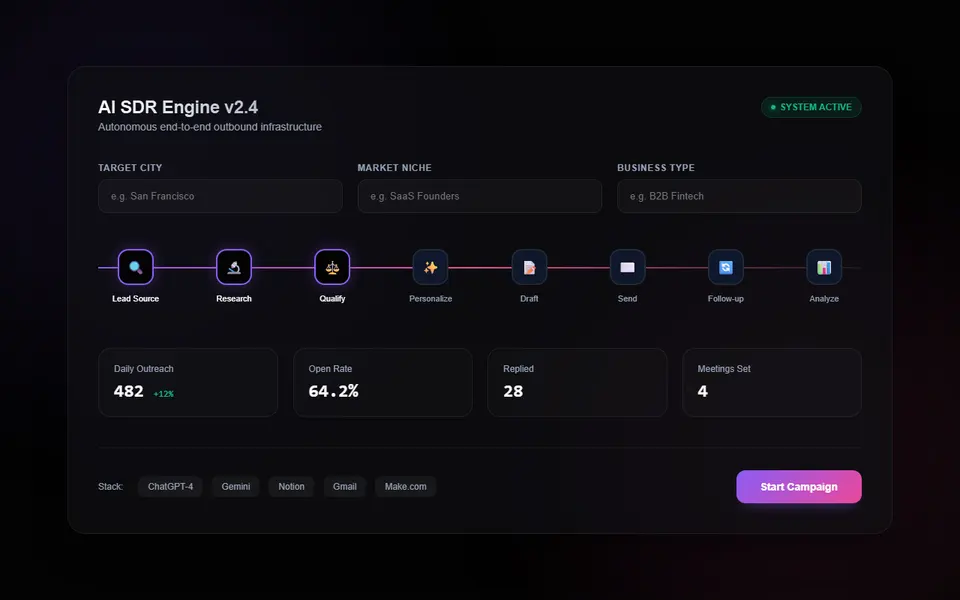 AI SDR Engine v2.4
SYSTEM ACTIVE
Autonomous end-to-end outbound infrastructure
TARGET CITY
MARKET NICHE
BUSINESS TYPE
e.g. San Francisco
e.g. SaaS Founders
e.g. B2B Fintech
Lead Source
Research
Qualify
Personalize
Draft
Send
Follow-up
Analyze
Daily Outreach
482 +12%
Open Rate
64.2%
Replied
28
Meetings Set
4
Stack:
ChatGPT-4
Gemini
Notion
Gmail
Make.com
Start Campaign